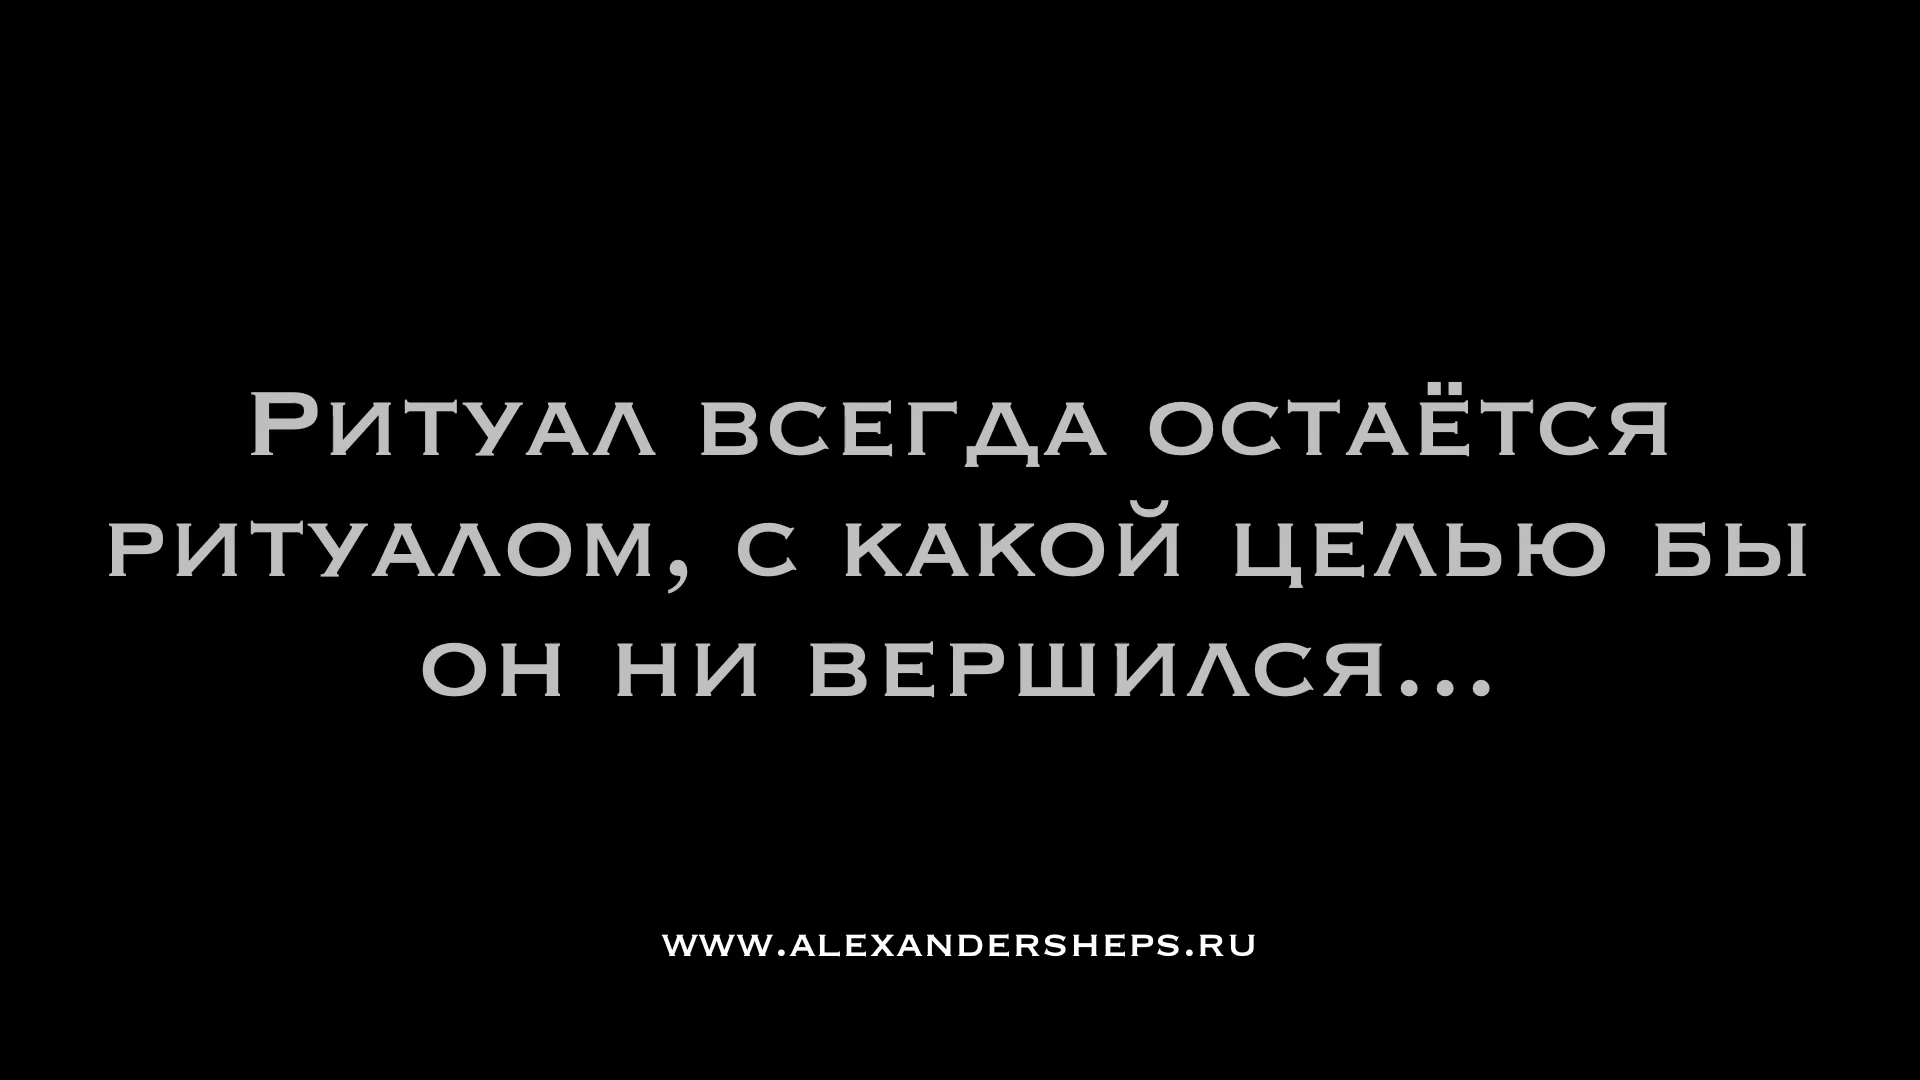 Ритуал всегда остаётся
ритуалом, с какой целью бы
он ни вершился...
www.alexandersheps.ru